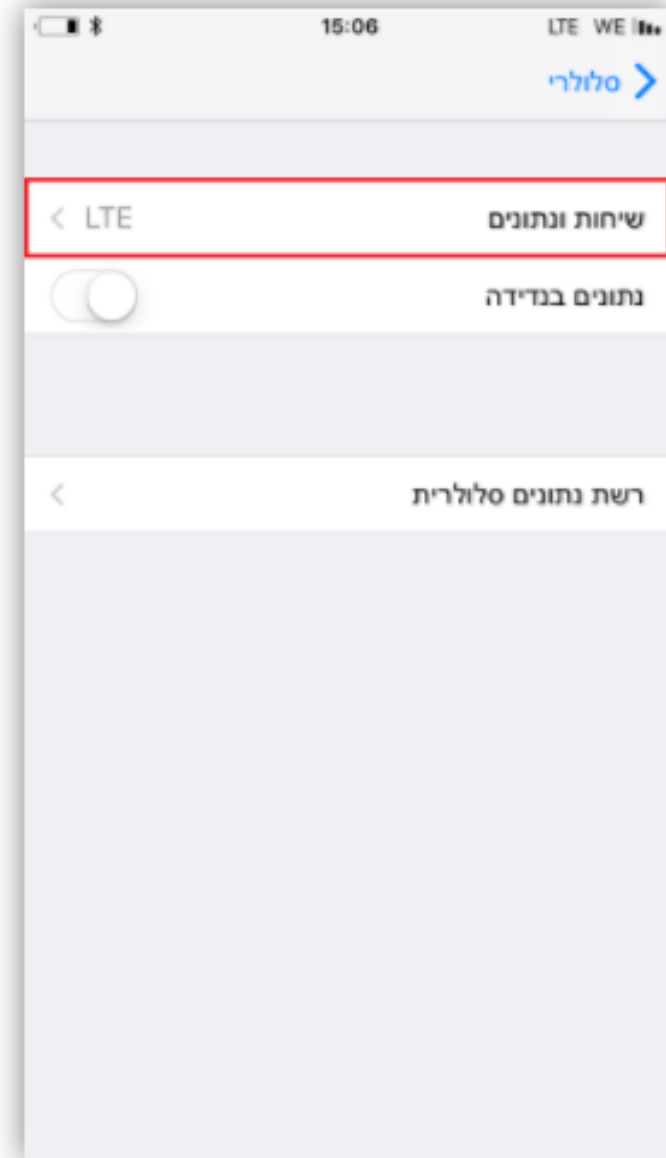 LTE WE 15:06
סלולרי
שיחות ונתונים LTE
נתונים בנדידה
רשת נתונים סלולרית